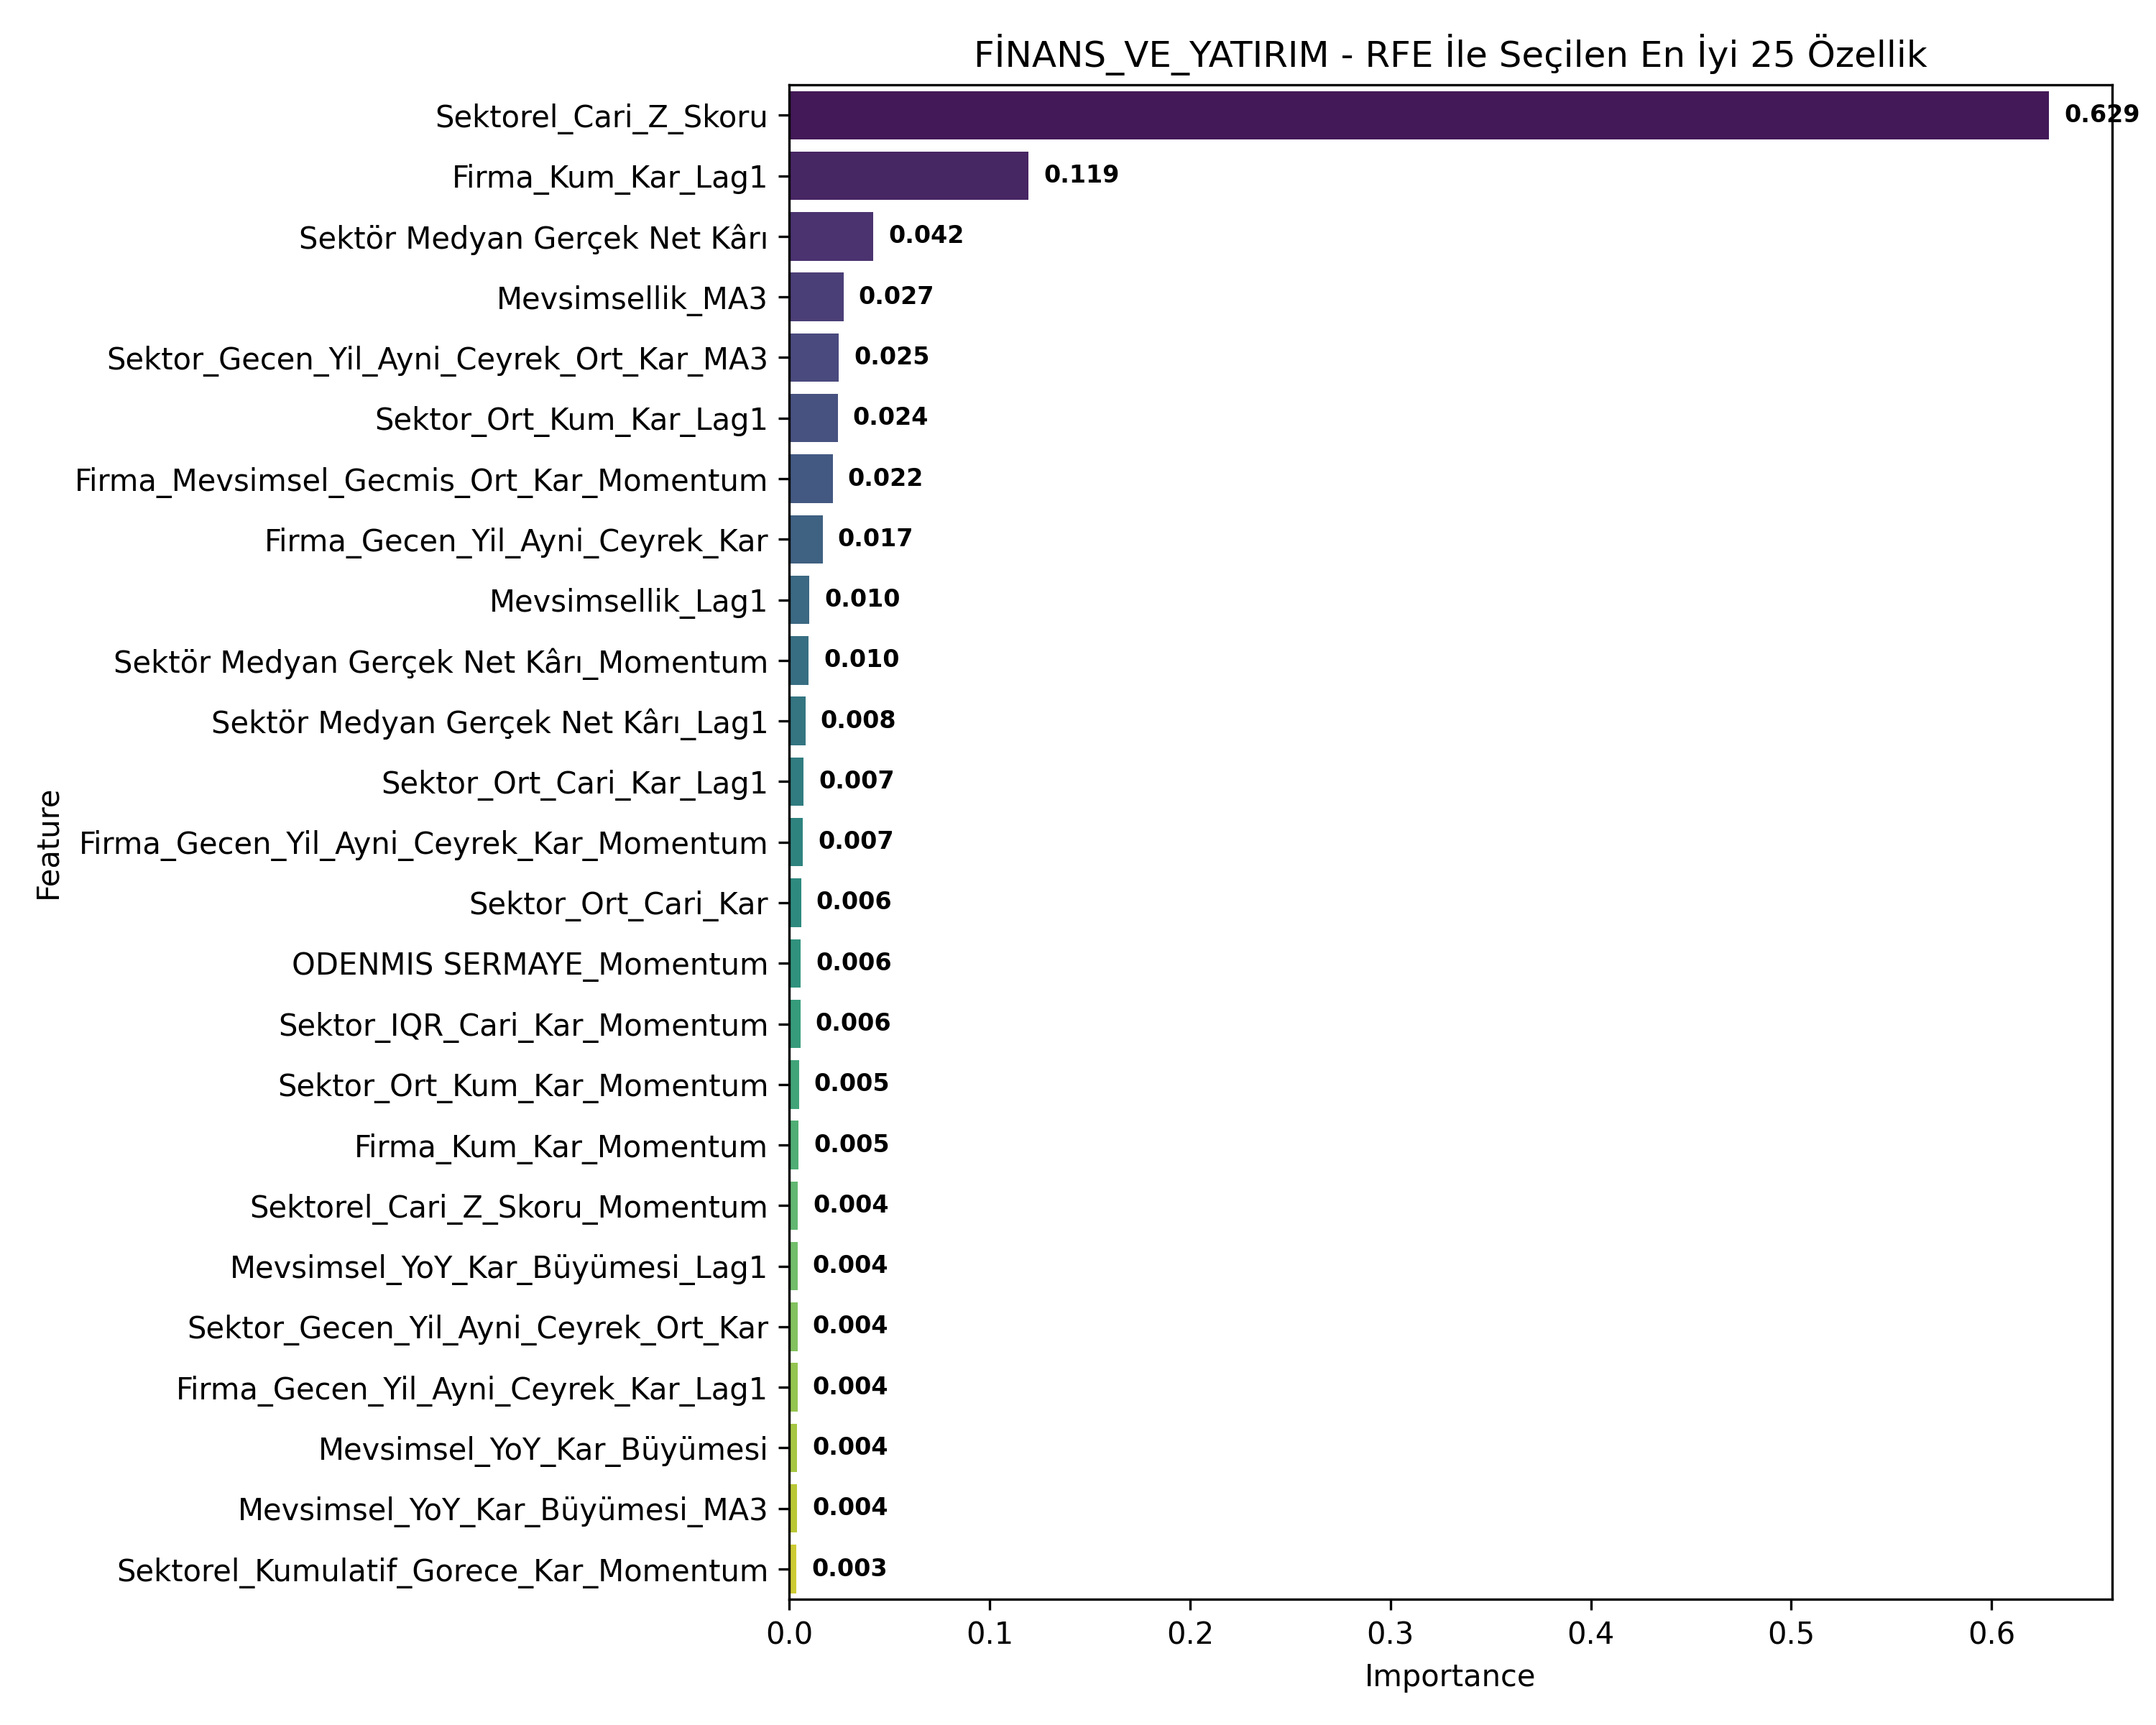 FİNANS_VE_YATIRIM - RFE İle Seçilen En İyi 25 Özellik
Sektorel_Cari_Z_Skoru 0.629
Firma_Kum_Kar_Lag1 0.119
Sektör Medyan Gerçek Net Kârı 0.042
Mevsimsellik_MA3 0.027
Sektor_Gecen_Yil_Ayni_Ceyrek_Ort_Kar_MA3 0.025
Sektor_Ort_Kum_Kar_Lag1 0.024
Firma_Mevsimsel_Gecmis_Ort_Kar_Momentum 0.022
Firma_Gecen_Yil_Ayni_Ceyrek_Kar 0.017
Mevsimsellik_Lag1 0.010
Sektör Medyan Gerçek Net Kârı_Momentum 0.010
Sektör Medyan Gerçek Net Kârı_Lag1 0.008
Sektor_Ort_Cari_Kar_Lag1 0.007
Firma_Gecen_Yil_Ayni_Ceyrek_Kar_Momentum 0.007
Sektor_Ort_Cari_Kar 0.006
ODENMIS SERMAYE_Momentum 0.006
Sektor_IQR_Cari_Kar_Momentum 0.006
Sektor_Ort_Kum_Kar_Momentum 0.005
Firma_Kum_Kar_Momentum 0.005
Sektorel_Cari_Z_Skoru_Momentum 0.004
Mevsimsel_YoY_Kar_Büyümesi_Lag1 0.004
Sektor_Gecen_Yil_Ayni_Ceyrek_Ort_Kar 0.004
Firma_Gecen_Yil_Ayni_Ceyrek_Kar_Lag1 0.004
Mevsimsel_YoY_Kar_Büyümesi 0.004
Mevsimsel_YoY_Kar_Büyümesi_MA3 0.004
Sektorel_Kumulatif_Gorece_Kar_Momentum 0.003
Feature
0.0 0.1 0.2 0.3 0.4 0.5 0.6
Importance